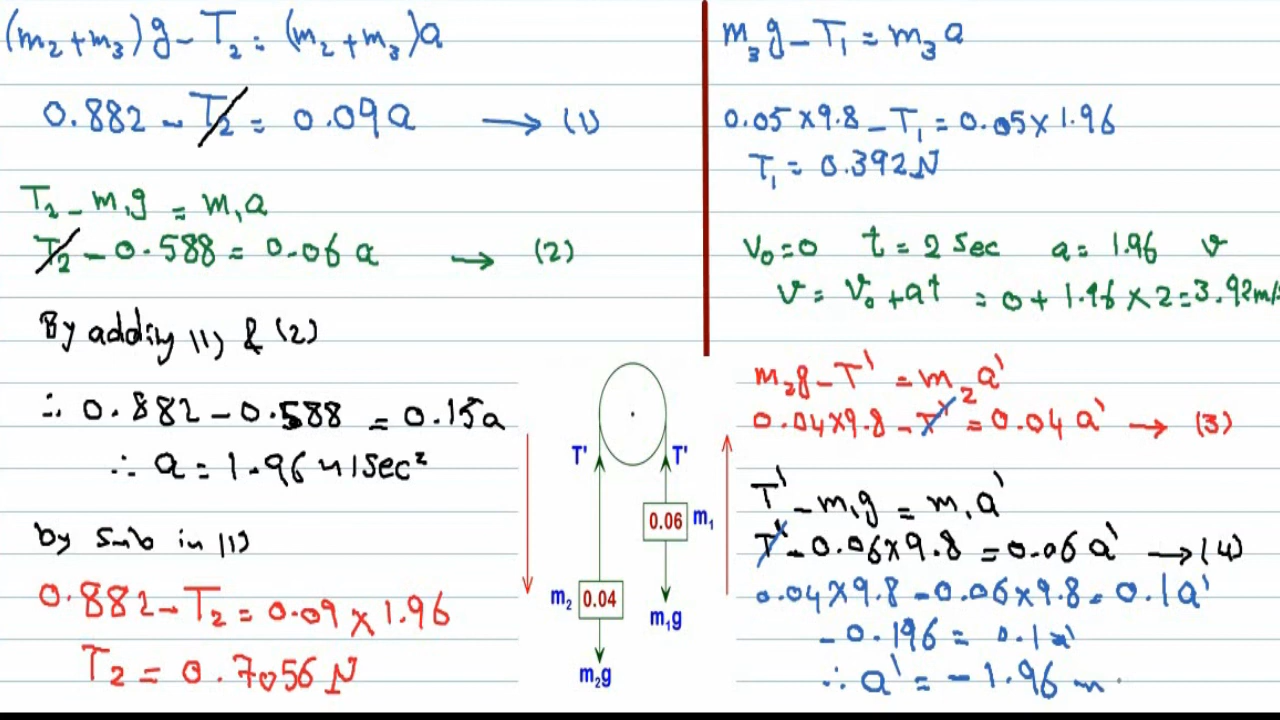 (m₂+m₃)g-T₂=(m₂+m₃)a
0.882-T₂=0.09a → (1)
T₂-m₁g=m₁a
T₂-0.588=0.06a → (2)
By adding (1) & (2)
∴ 0.882-0.588=0.15a
∴ a=1.96 m/sec²
by sub in (1)
0.882-T₂=0.09×1.96
T₂=0.7056 N
T' T'
0.06 m₁
m₂ 0.04
m₁g
m₂g
m₃g-T₁=m₃a
0.05×9.8-T₁=0.05×1.96
T₁=0.392N
V₀=0 t=2 sec a=1.96 v
v=v₀+at =0+1.96×2=3.92m/s
m₂g-T'=m₂a'
0.04×9.8-T'=0.04a' → (3)
T'-m₁g=m₁a'
T'-0.06×9.8=0.06a' → (4)
0.04×9.8-0.06×9.8=0.1a'
-0.196=0.1a'
∴ a'=-1.96 m